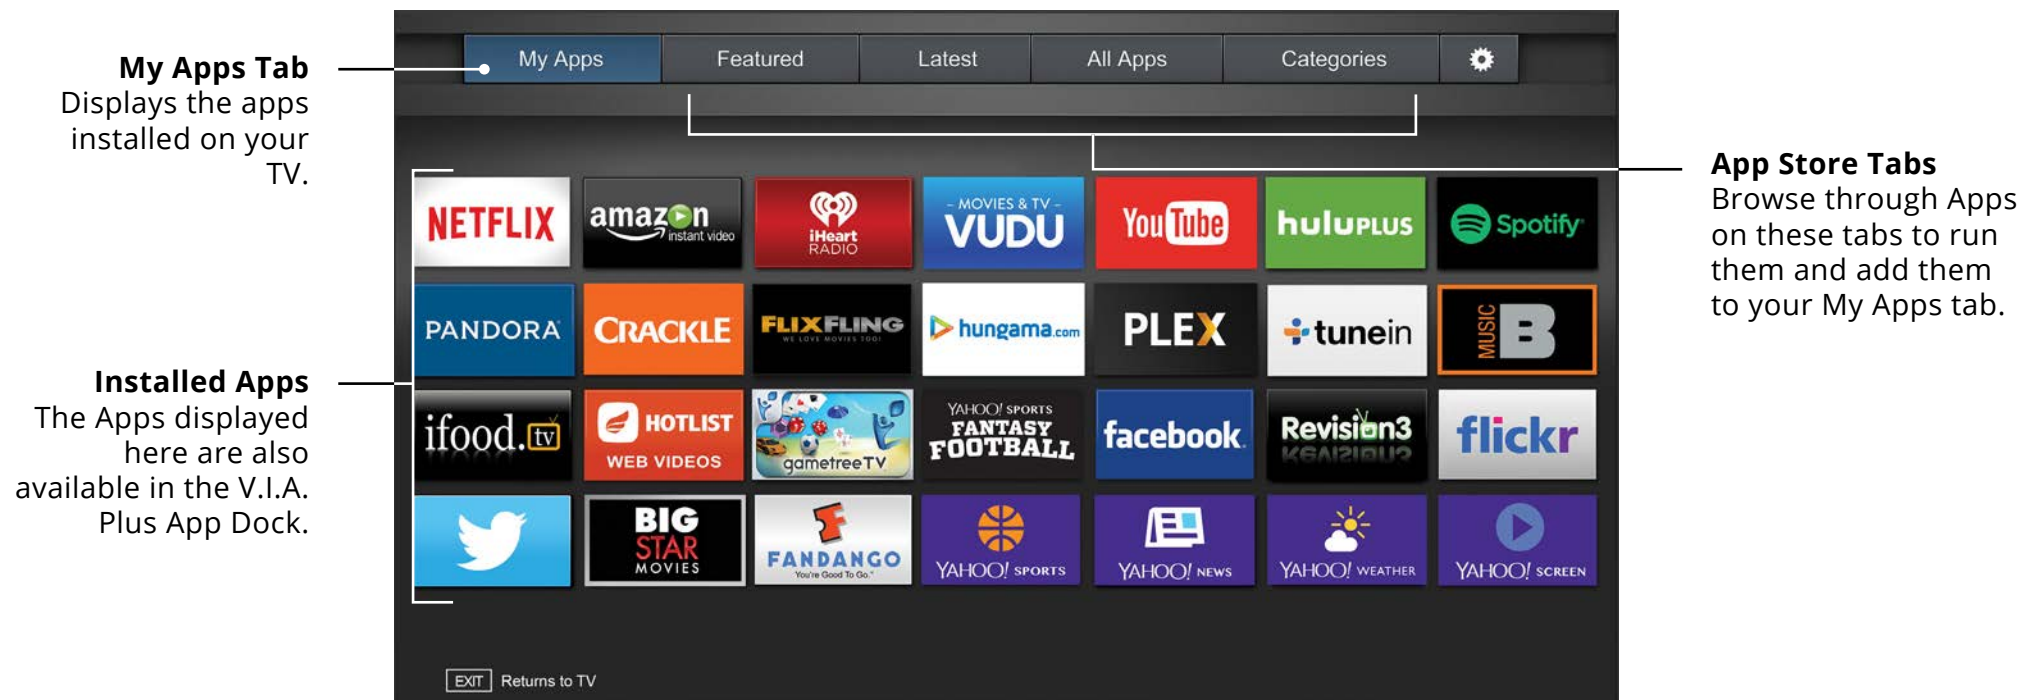 My Apps Tab
Displays the apps
installed on your
TV.
Installed Apps
The Apps displayed
here are also
available in the V.I.A.
Plus App Dock.
My Apps
Featured
Latest
All Apps
Categories
NETFLIX
amazon
instant video
iHeart
RADIO
- MOVIES & TV -
VUDU
YouTube
huluPLUS
Spotify
PANDORA
CRACKLE
FLIXFLING
WE LOVE MOVIES TOO!
hungama.com
PLEX
tunein
MUSIC
B
ifood.tv
HOTLIST
WEB VIDEOS
gametreeTV
YAHOO! SPORTS
FANTASY
FOOTBALL
facebook
Revision3
flickr
BIG
STAR
MOVIES
FANDANGO
You're Good To Go.™
YAHOO! SPORTS
YAHOO! NEWS
YAHOO! WEATHER
YAHOO! SCREEN
EXIT Returns to TV
App Store Tabs
Browse through Apps
on these tabs to run
them and add them
to your My Apps tab.